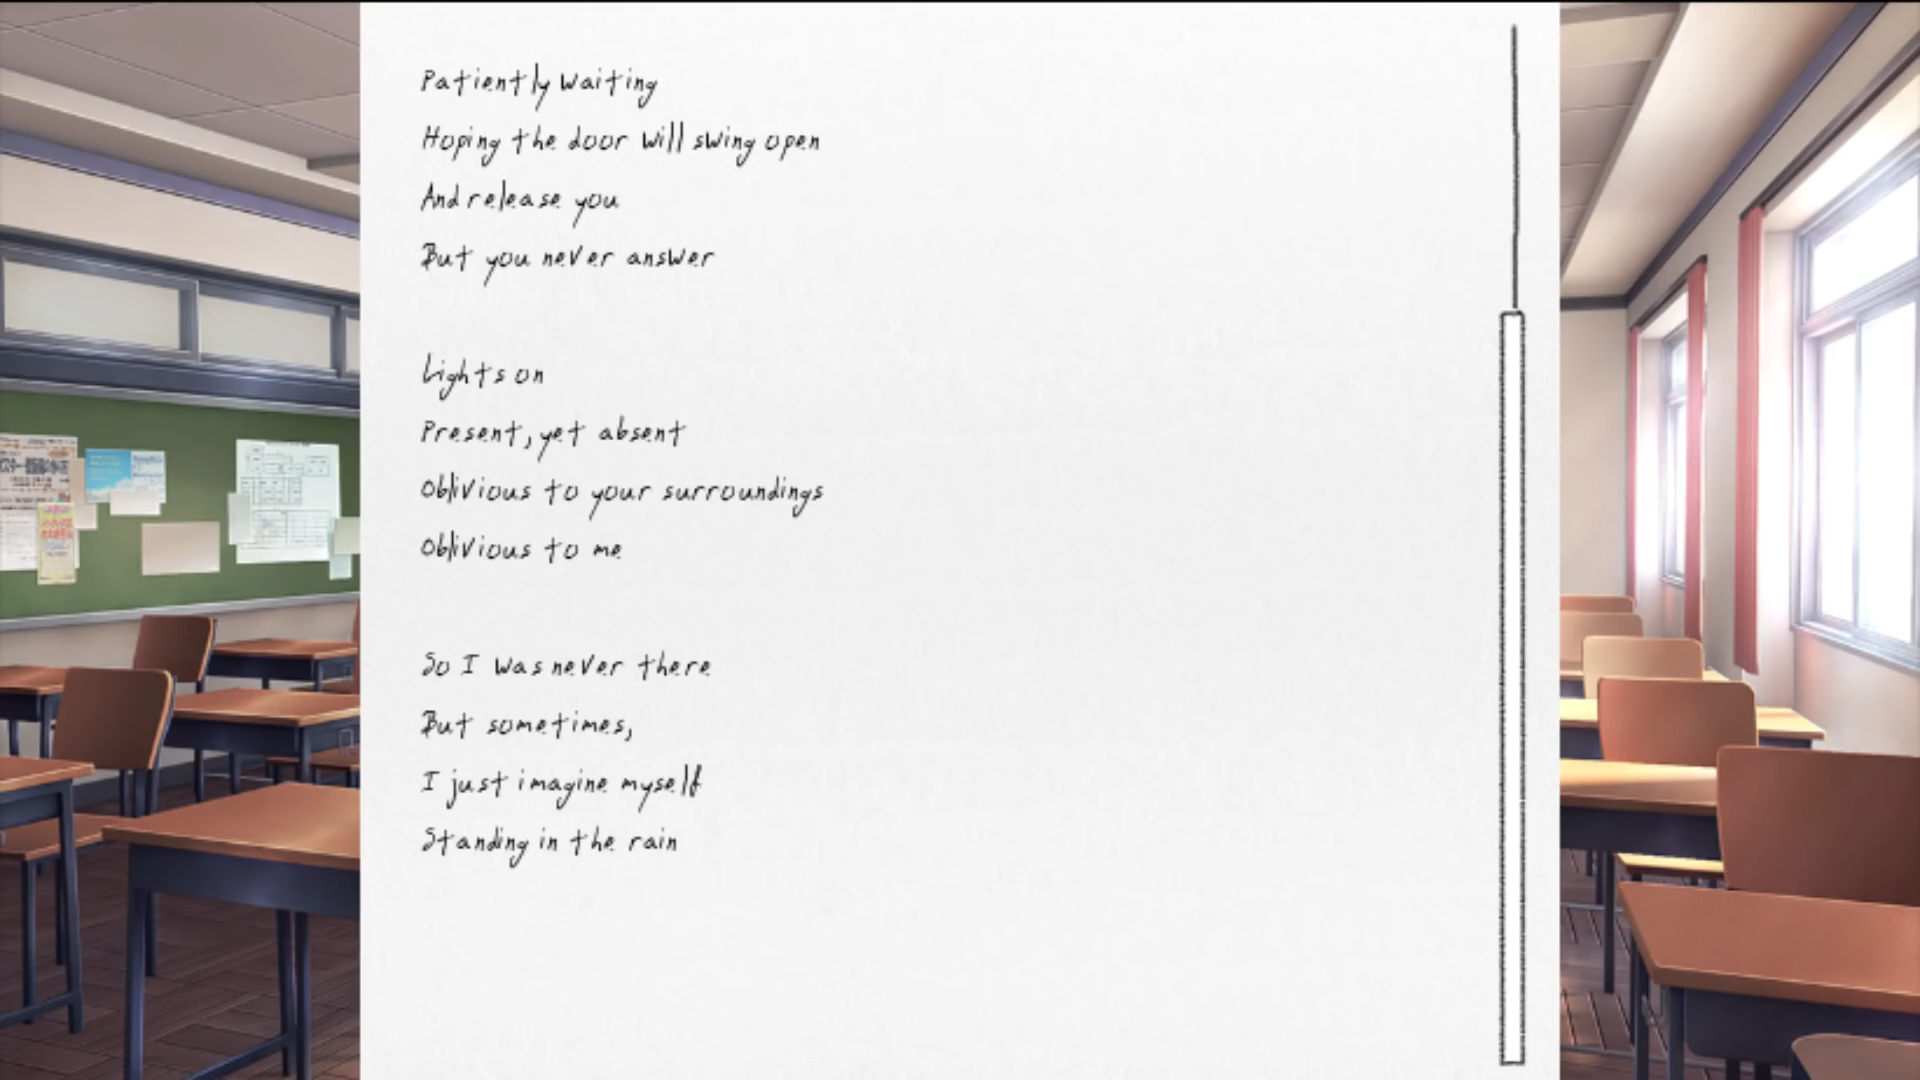 Patiently waiting
Hoping the door will swing open
And release you
But you never answer
Lights on
Present, yet absent
Oblivious to your surroundings
Oblivious to me
So I was never there
But sometimes,
I just imagine myself
Standing in the rain